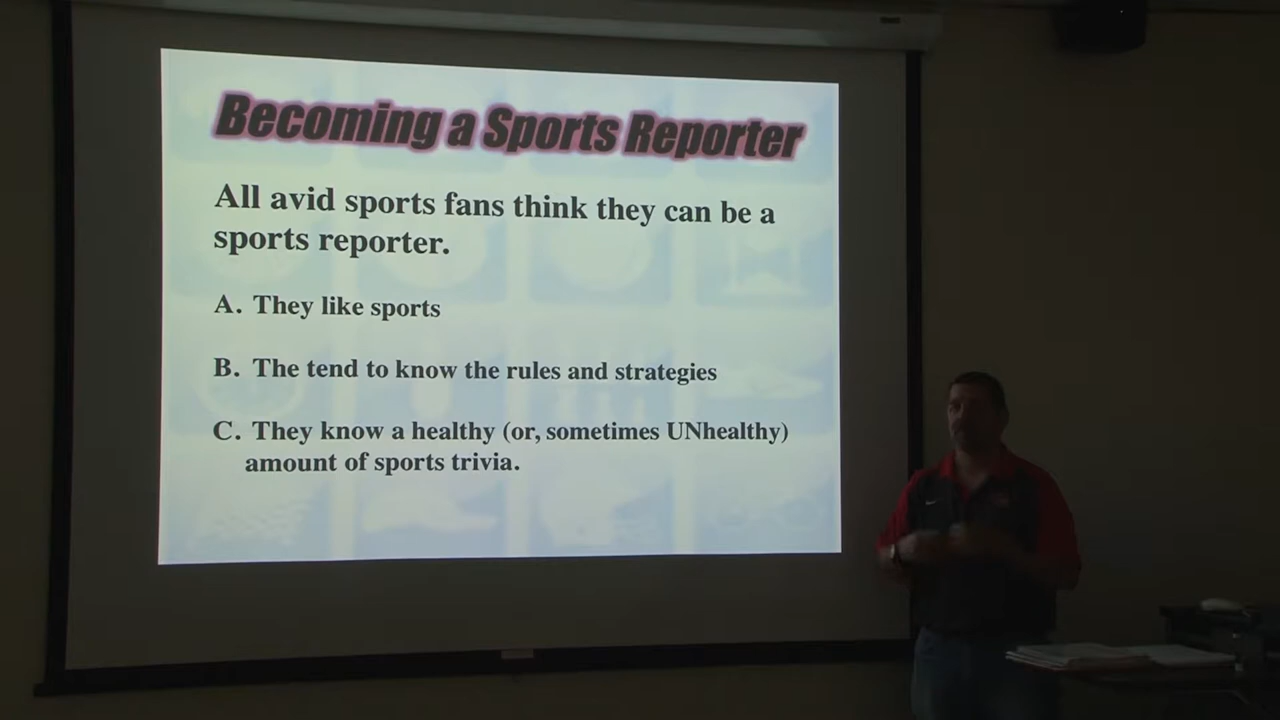 Becoming a Sports Reporter
All avid sports fans think they can be a
sports reporter.
A. They like sports
B. The tend to know the rules and strategies
C. They know a healthy (or, sometimes UNhealthy)
amount of sports trivia.